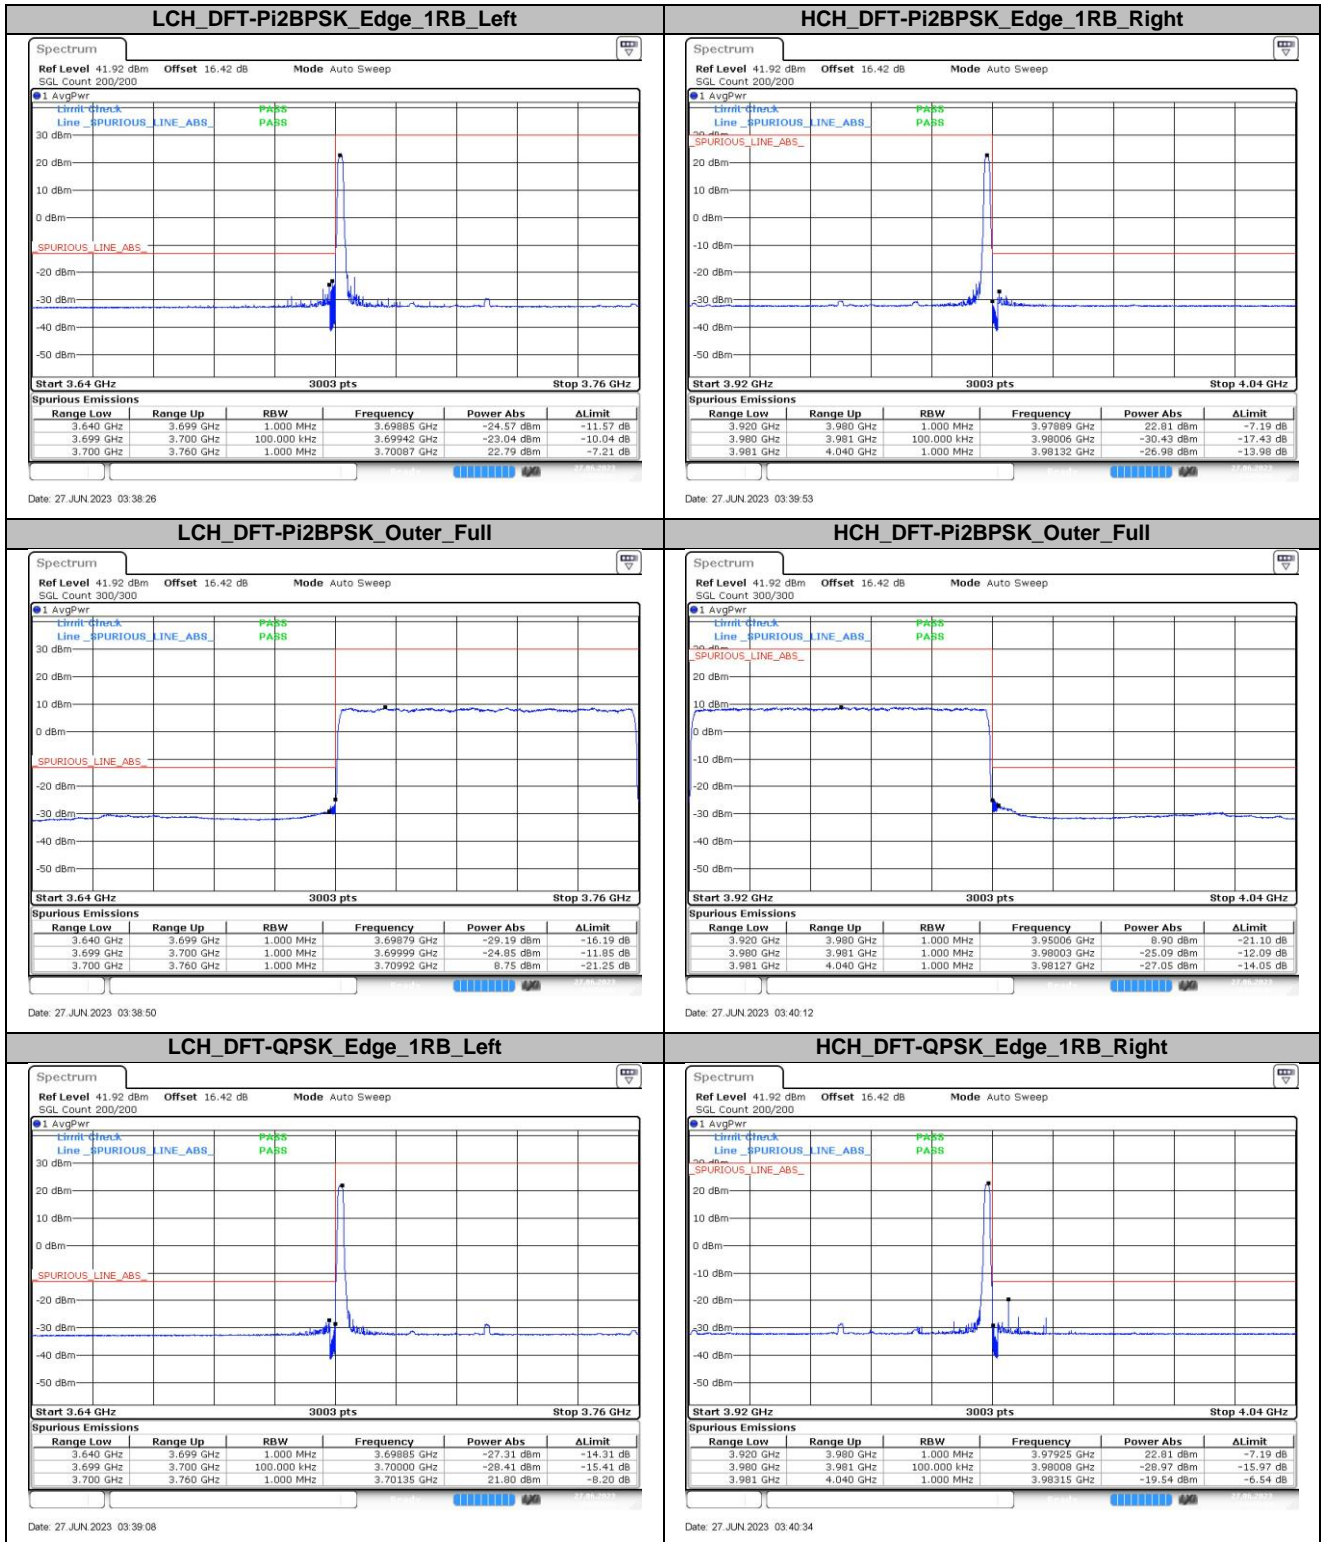 LCH_DFT-Pi2BPSK_Edge_1RB_Left
Spectrum
Ref Level 41.92 dBm Offset 16.42 dB Mode Auto Sweep
SGL Count 200/200
1 AvgPwr
Limit Check PASS
Line _SPURIOUS_LINE_ABS_ PASS
30 dBm
20 dBm
10 dBm
0 dBm
_SPURIOUS_LINE_ABS_
-20 dBm
-30 dBm
-40 dBm
-50 dBm
Start 3.64 GHz 3003 pts Stop 3.76 GHz
Spurious Emissions
Range Low Range Up RBW Frequency Power Abs ΔLimit
3.640 GHz 3.699 GHz 1.000 MHz 3.69885 GHz -24.57 dBm -11.57 dB
3.699 GHz 3.700 GHz 100.000 kHz 3.69942 GHz -23.04 dBm -10.04 dB
3.700 GHz 3.760 GHz 1.000 MHz 3.70087 GHz 22.79 dBm -7.21 dB
Date: 27.JUN.2023 03:38:26
HCH_DFT-Pi2BPSK_Edge_1RB_Right
Spectrum
Ref Level 41.92 dBm Offset 16.42 dB Mode Auto Sweep
SGL Count 200/200
1 AvgPwr
Limit Check PASS
Line _SPURIOUS_LINE_ABS_ PASS
_SPURIOUS_LINE_ABS_
20 dBm
10 dBm
0 dBm
-10 dBm
-20 dBm
-30 dBm
-40 dBm
-50 dBm
Start 3.92 GHz 3003 pts Stop 4.04 GHz
Spurious Emissions
Range Low Range Up RBW Frequency Power Abs ΔLimit
3.920 GHz 3.980 GHz 1.000 MHz 3.97889 GHz 22.81 dBm -7.19 dB
3.980 GHz 3.981 GHz 100.000 kHz 3.98006 GHz -30.43 dBm -17.43 dB
3.981 GHz 4.040 GHz 1.000 MHz 3.98132 GHz -26.98 dBm -13.98 dB
Date: 27.JUN.2023 03:39:53
LCH_DFT-Pi2BPSK_Outer_Full
Spectrum
Ref Level 41.92 dBm Offset 16.42 dB Mode Auto Sweep
SGL Count 300/300
1 AvgPwr
Limit Check PASS
Line _SPURIOUS_LINE_ABS_ PASS
30 dBm
20 dBm
10 dBm
0 dBm
_SPURIOUS_LINE_ABS_
-20 dBm
-30 dBm
-40 dBm
-50 dBm
Start 3.64 GHz 3003 pts Stop 3.76 GHz
Spurious Emissions
Range Low Range Up RBW Frequency Power Abs ΔLimit
3.640 GHz 3.699 GHz 1.000 MHz 3.69879 GHz -29.19 dBm -16.19 dB
3.699 GHz 3.700 GHz 1.000 MHz 3.69999 GHz -24.85 dBm -11.85 dB
3.700 GHz 3.760 GHz 1.000 MHz 3.70992 GHz 8.75 dBm -21.25 dB
Date: 27.JUN.2023 03:38:50
HCH_DFT-Pi2BPSK_Outer_Full
Spectrum
Ref Level 41.92 dBm Offset 16.42 dB Mode Auto Sweep
SGL Count 300/300
1 AvgPwr
Limit Check PASS
Line _SPURIOUS_LINE_ABS_ PASS
_SPURIOUS_LINE_ABS_
20 dBm
10 dBm
0 dBm
-10 dBm
-20 dBm
-30 dBm
-40 dBm
-50 dBm
Start 3.92 GHz 3003 pts Stop 4.04 GHz
Spurious Emissions
Range Low Range Up RBW Frequency Power Abs ΔLimit
3.920 GHz 3.980 GHz 1.000 MHz 3.95006 GHz 8.90 dBm -21.10 dB
3.980 GHz 3.981 GHz 1.000 MHz 3.98003 GHz -25.09 dBm -12.09 dB
3.981 GHz 4.040 GHz 1.000 MHz 3.98127 GHz -27.05 dBm -14.05 dB
Date: 27.JUN.2023 03:40:12
LCH_DFT-QPSK_Edge_1RB_Left
Spectrum
Ref Level 41.92 dBm Offset 16.42 dB Mode Auto Sweep
SGL Count 200/200
1 AvgPwr
Limit Check PASS
Line _SPURIOUS_LINE_ABS_ PASS
30 dBm
20 dBm
10 dBm
0 dBm
_SPURIOUS_LINE_ABS_
-20 dBm
-30 dBm
-40 dBm
-50 dBm
Start 3.64 GHz 3003 pts Stop 3.76 GHz
Spurious Emissions
Range Low Range Up RBW Frequency Power Abs ΔLimit
3.640 GHz 3.699 GHz 1.000 MHz 3.69885 GHz -27.31 dBm -14.31 dB
3.699 GHz 3.700 GHz 100.000 kHz 3.70000 GHz -28.41 dBm -15.41 dB
3.700 GHz 3.760 GHz 1.000 MHz 3.70135 GHz 21.80 dBm -8.20 dB
Date: 27.JUN.2023 03:39:08
HCH_DFT-QPSK_Edge_1RB_Right
Spectrum
Ref Level 41.92 dBm Offset 16.42 dB Mode Auto Sweep
SGL Count 200/200
1 AvgPwr
Limit Check PASS
Line _SPURIOUS_LINE_ABS_ PASS
_SPURIOUS_LINE_ABS_
20 dBm
10 dBm
0 dBm
-10 dBm
-20 dBm
-30 dBm
-40 dBm
-50 dBm
Start 3.92 GHz 3003 pts Stop 4.04 GHz
Spurious Emissions
Range Low Range Up RBW Frequency Power Abs ΔLimit
3.920 GHz 3.980 GHz 1.000 MHz 3.97925 GHz 22.81 dBm -7.19 dB
3.980 GHz 3.981 GHz 100.000 kHz 3.98008 GHz -28.97 dBm -15.97 dB
3.981 GHz 4.040 GHz 1.000 MHz 3.98315 GHz -19.54 dBm -6.54 dB
Date: 27.JUN.2023 03:40:34